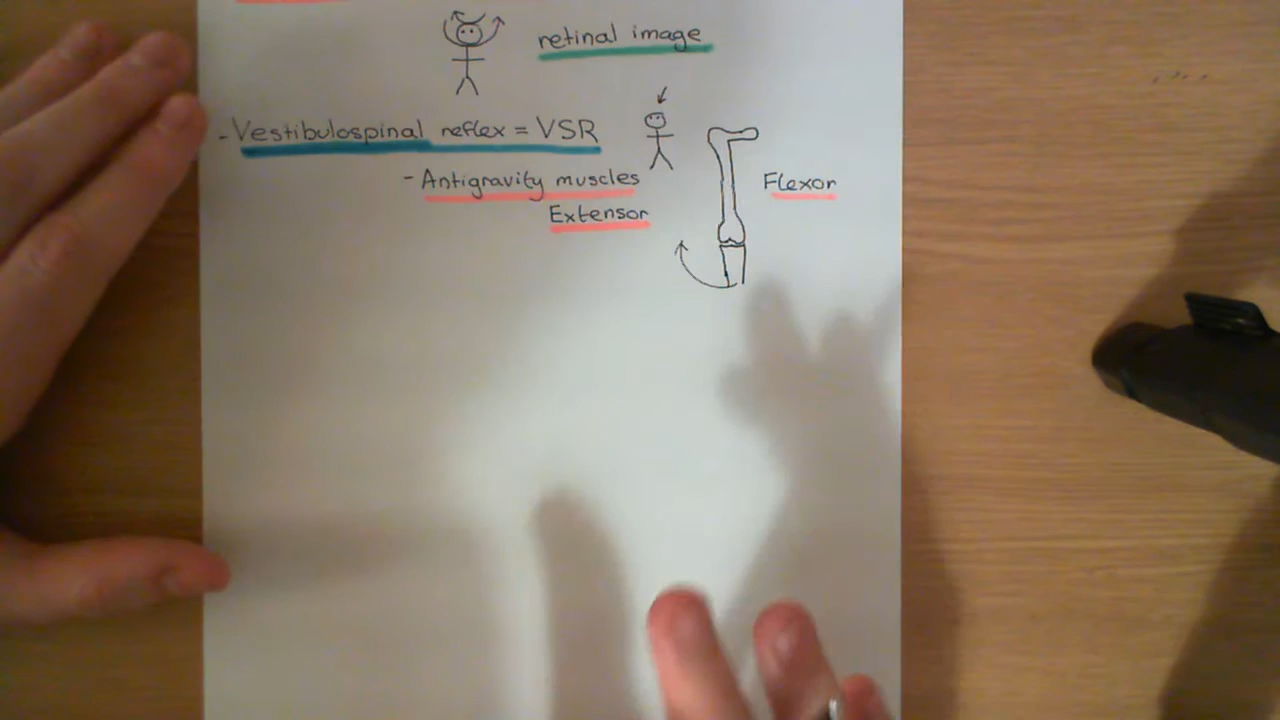 retinal image
- Vestibulospinal reflex = VSR
- Antigravity muscles
Flexor
Extensor